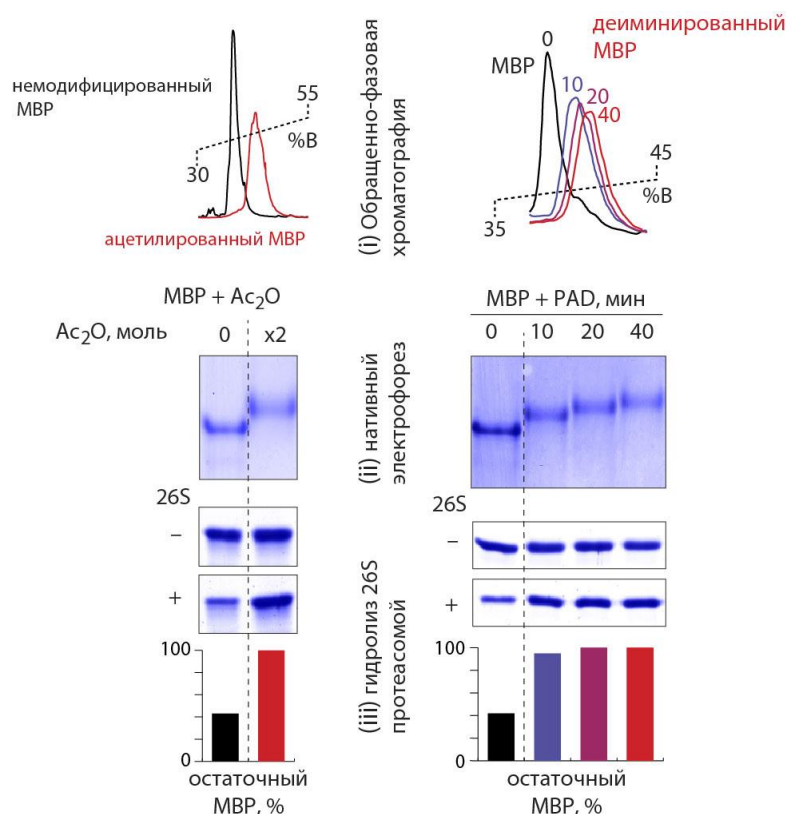 немодифицированный
MBP
55
%B
30
ацетилированный MBP
(i) Обращенно-фазовая
хроматография
деиминированный
MBP
MBP
0
10
20
40
45
%B
35
MBP + Ac2O
Ac2O, моль
0
x2
MBP + PAD, мин
0
10
20
40
(ii) нативный
электрофорез
26S
–
+
26S
–
+
(iii) гидролиз 26S
протеасомой
100
0
остаточный
MBP, %
100
0
остаточный
MBP, %